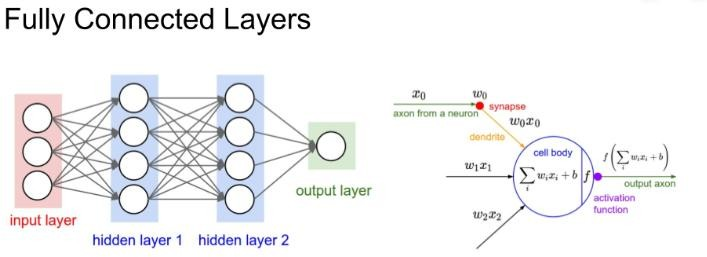 Fully Connected Layers
input layer
hidden layer 1
hidden layer 2
output layer
x₀
w₀
synapse
axon from a neuron
w₀x₀
dendrite
cell body
w₁x₁
∑ᵢ wᵢxᵢ + b
f
f(∑ᵢ wᵢxᵢ + b)
output axon
activation
function
w₂x₂